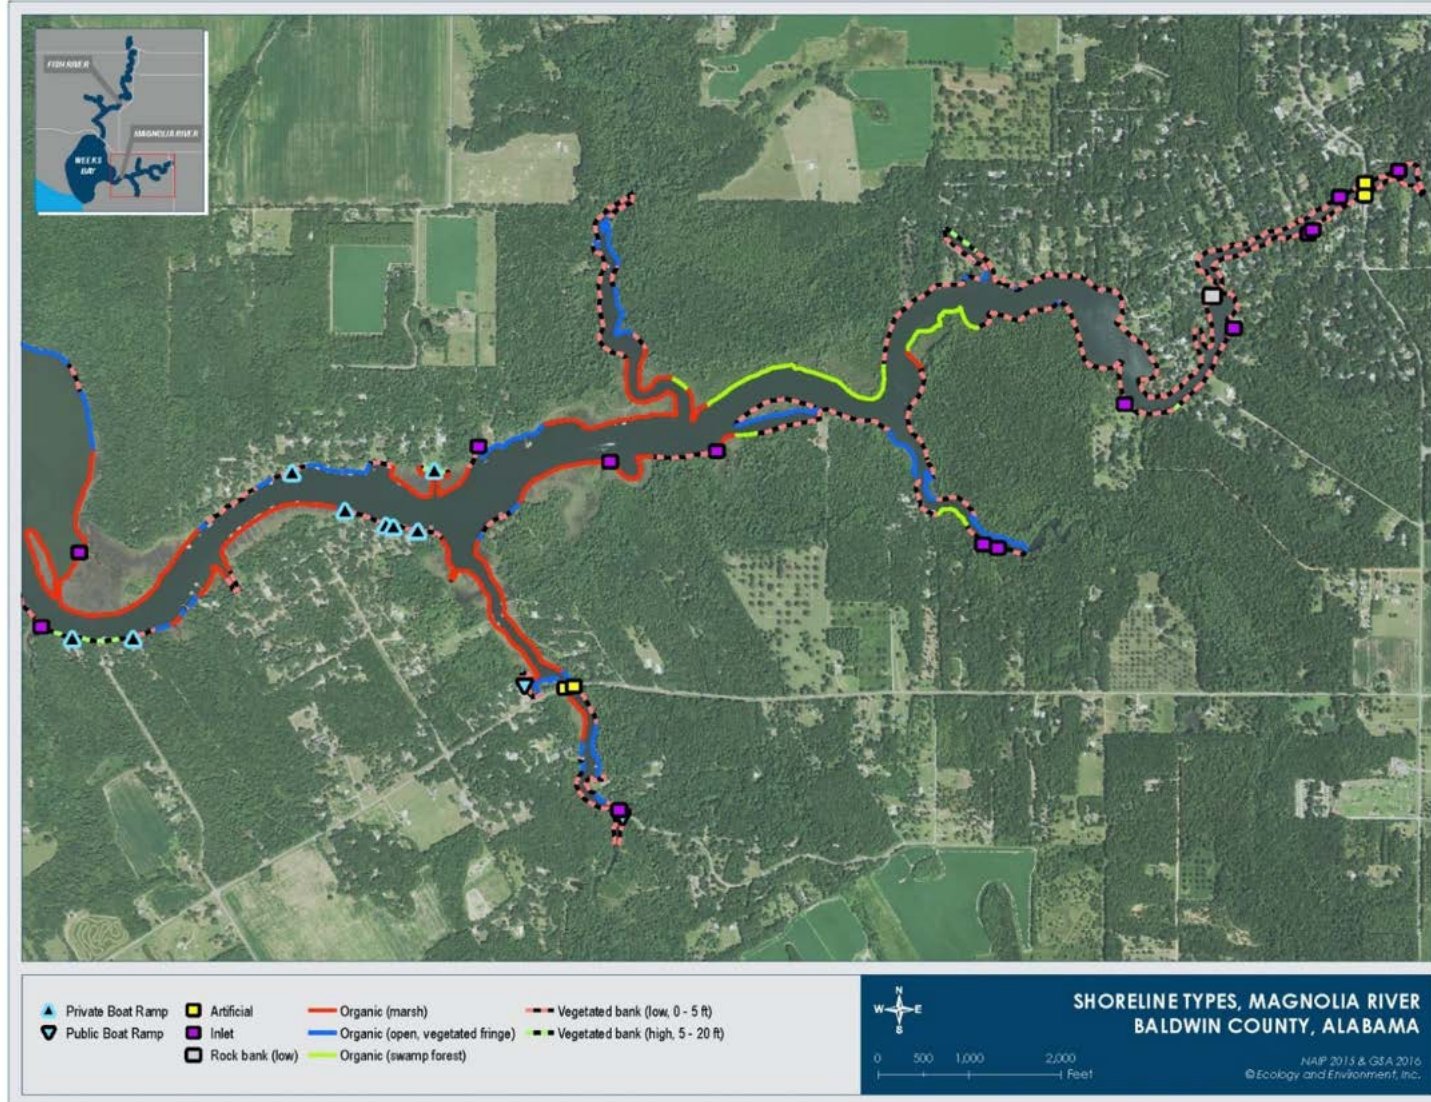 FISH RIVER
MAGNOLIA RIVER
WEEKS
BAY
Private Boat Ramp
Public Boat Ramp
Artificial
Inlet
Rock bank (low)
Organic (marsh)
Organic (open, vegetated fringe)
Organic (swamp forest)
Vegetated bank (low, 0 - 5 ft)
Vegetated bank (high, 5 - 20 ft)
N
W E
S
0 500 1,000 2,000
Feet
SHORELINE TYPES, MAGNOLIA RIVER
BALDWIN COUNTY, ALABAMA
NAIP 2015 & GSA 2016
© Ecology and Environment, Inc.